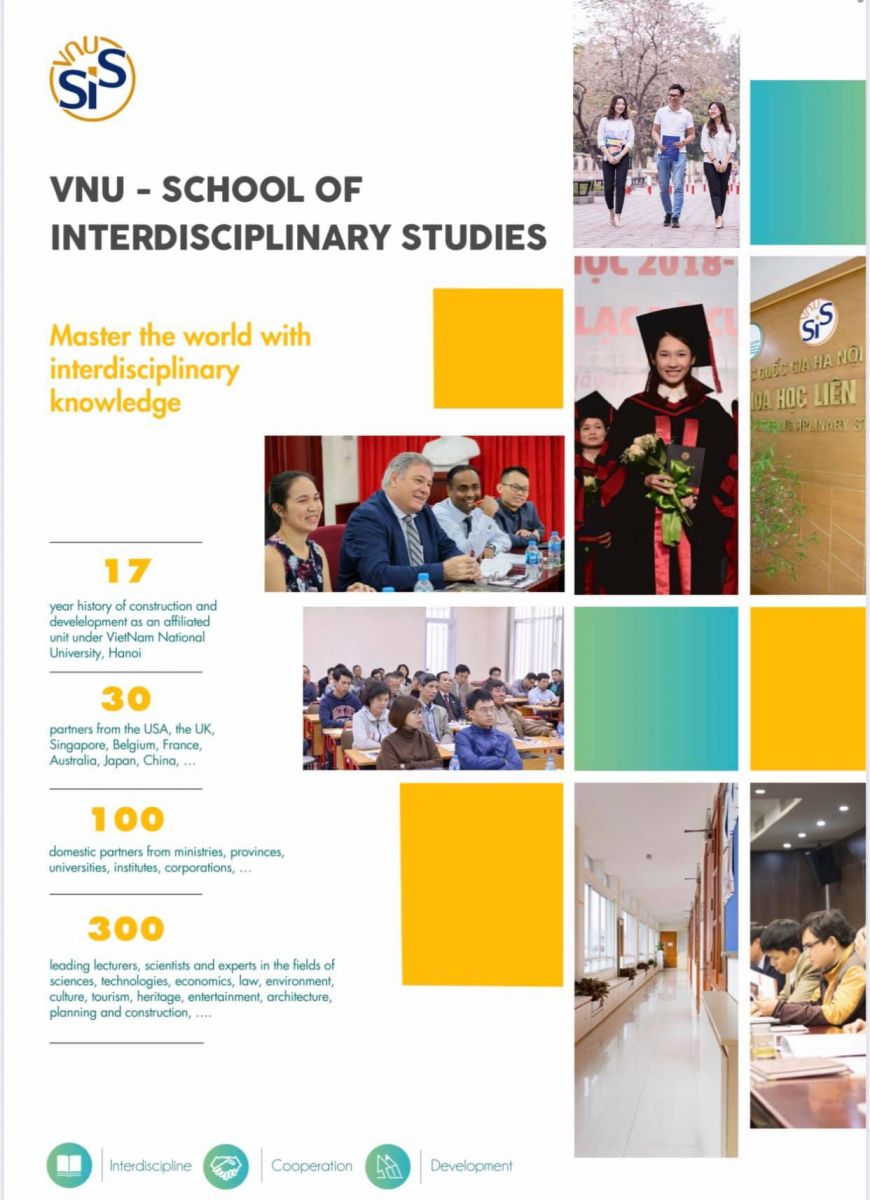 VNU
SiS
VNU - SCHOOL OF
INTERDISCIPLINARY STUDIES
Master the world with
interdisciplinary
knowledge
17
year history of construction and
develelopment as an affiliated
unit under VietNam National
University, Hanoi
30
partners from the USA, the UK,
Singapore, Belgium, France,
Australia, Japan, China, ...
100
domestic partners from ministries, provinces,
universities, institutes, corporations, ...
300
leading lecturers, scientists and experts in the fields of
sciences, technologies, economics, law, environment,
culture, tourism, heritage, entertainment, architecture,
planning and construction, ....
HỌC 2018-
VNU
SiS
QUỐC GIA HÀ NỘI
KHOA HỌC LIÊN
Interdiscipline
Cooperation
Development